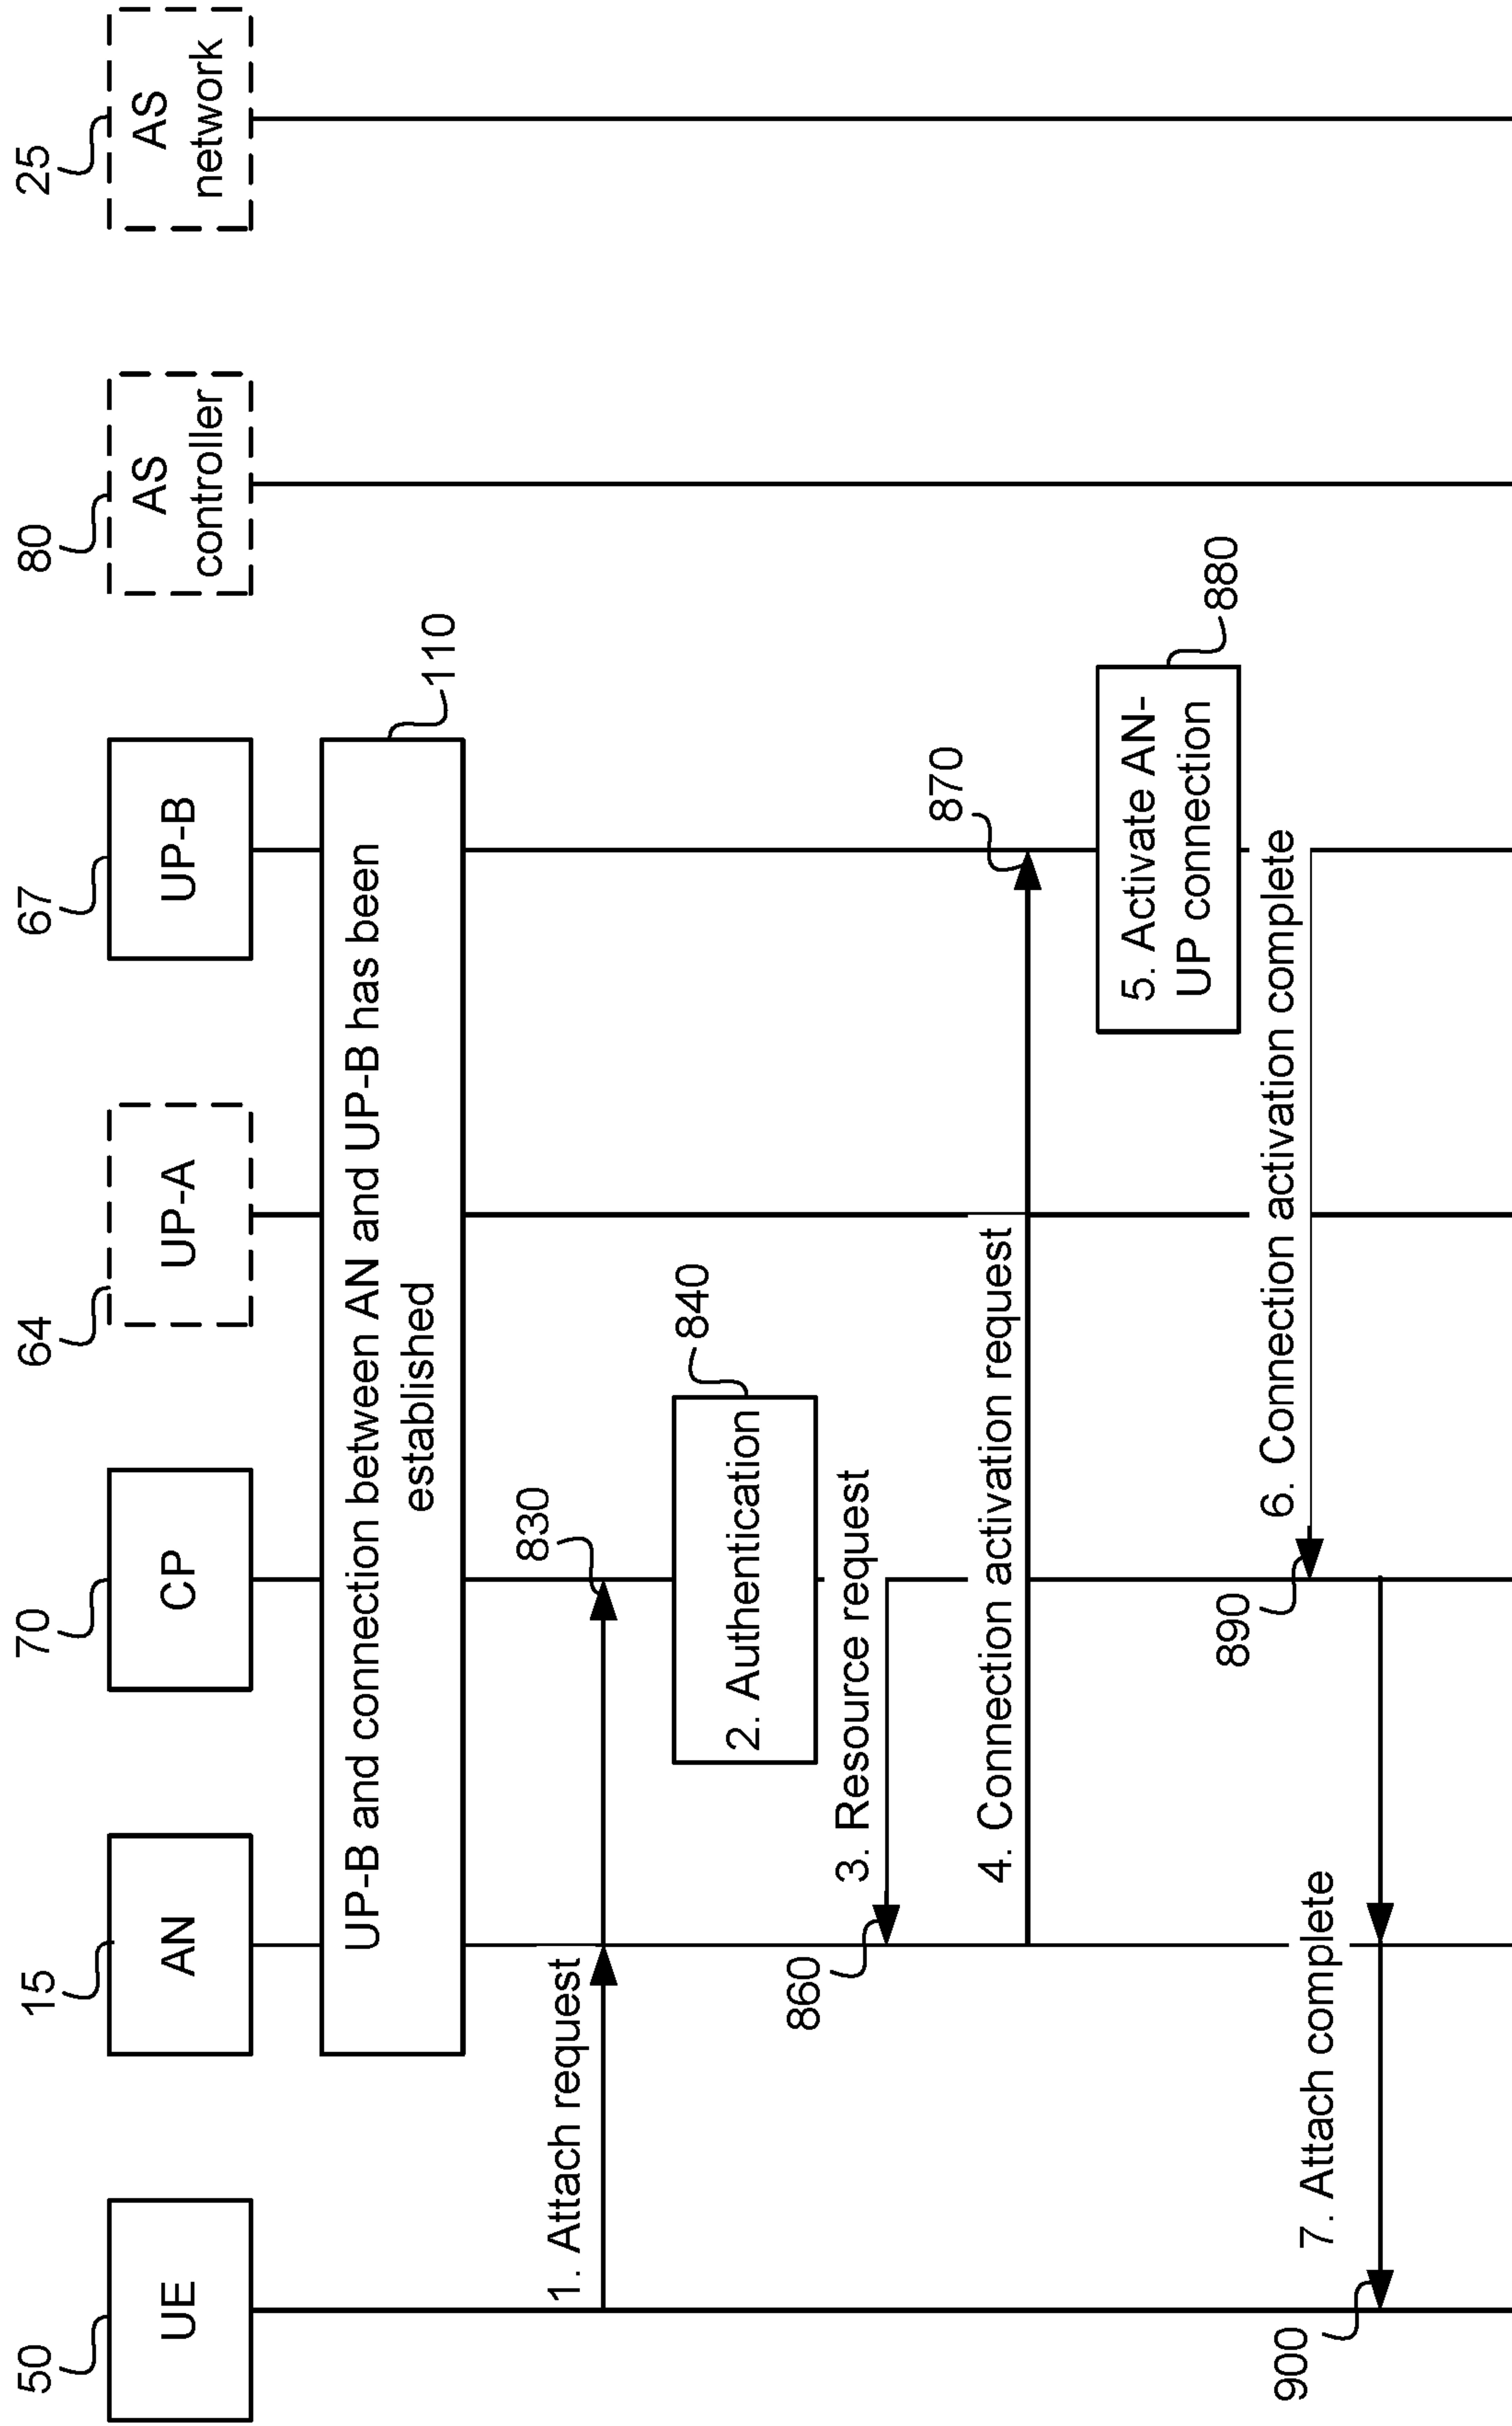 50
15
70
64
67
80
25
UE
AN
CP
UP-A
UP-B
AS
controller
AS
network
UP-B and connection between AN and UP-B has been
established
110
1. Attach request
830
2. Authentication
840
3. Resource request
860
4. Connection activation request
870
5. Activate AN-
UP connection
880
6. Connection activation complete
890
7. Attach complete
900